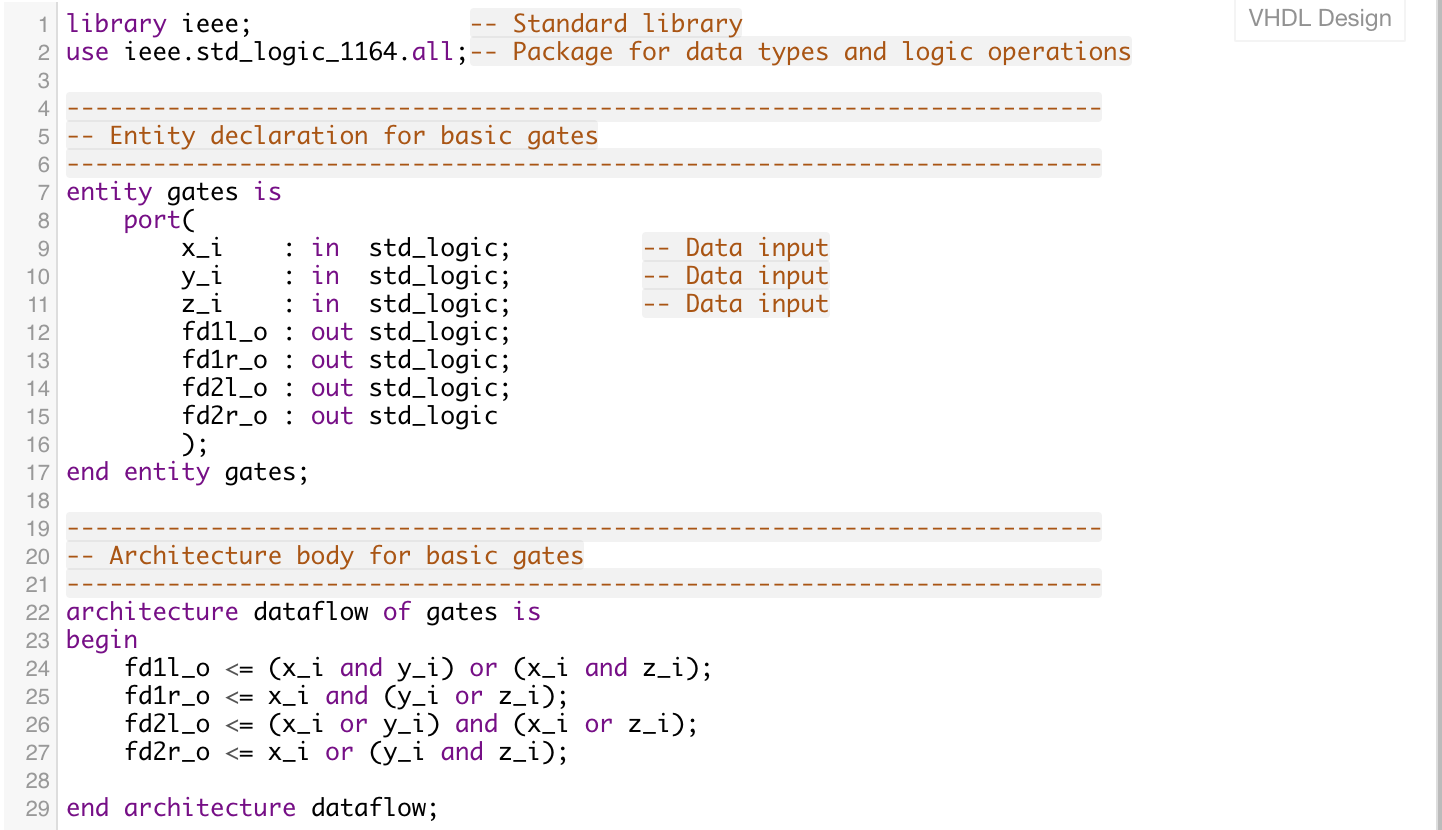 VHDL Design
1 library ieee;               -- Standard library
2 use ieee.std_logic_1164.all;-- Package for data types and logic operations
3
4 ------------------------------------------------------------------------
5 -- Entity declaration for basic gates
6 ------------------------------------------------------------------------
7 entity gates is
8     port(
9         x_i    : in  std_logic;         -- Data input
10         y_i    : in  std_logic;         -- Data input
11         z_i    : in  std_logic;         -- Data input
12         fd1l_o : out std_logic;
13         fd1r_o : out std_logic;
14         fd2l_o : out std_logic;
15         fd2r_o : out std_logic
16         );
17 end entity gates;
18
19 ------------------------------------------------------------------------
20 -- Architecture body for basic gates
21 ------------------------------------------------------------------------
22 architecture dataflow of gates is
23 begin
24     fd1l_o <= (x_i and y_i) or (x_i and z_i);
25     fd1r_o <= x_i and (y_i or z_i);
26     fd2l_o <= (x_i or y_i) and (x_i or z_i);
27     fd2r_o <= x_i or (y_i and z_i);
28
29 end architecture dataflow;